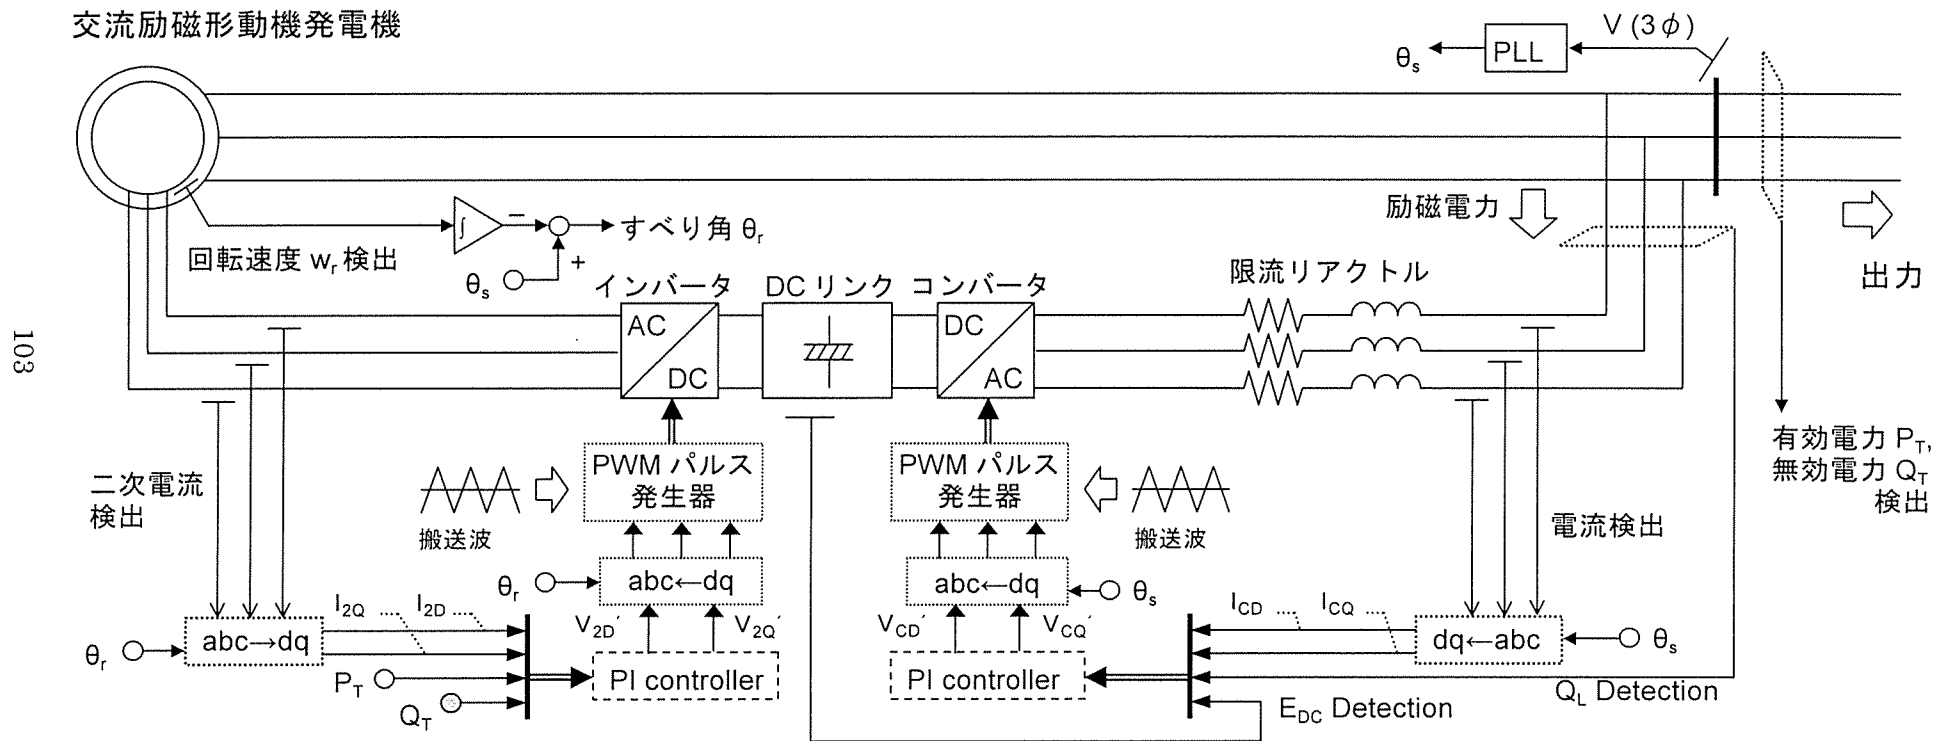 交流励磁形動機発電機
V (3φ)
PLL
θs
励磁電力
すべり角 θr
∫
−
+
回転速度 wr 検出
θs
出力
インバータ
DC リンク
コンバータ
限流リアクトル
AC
DC
DC
AC
103
有効電力 PT,
無効電力 QT
検出
二次電流
検出
PWM パルス
発生器
PWM パルス
発生器
搬送波
搬送波
電流検出
θr
abc←dq
abc←dq
θs
I2Q
I2D
V2D´
V2Q´
VCD´
VCQ´
ICD
ICQ
θr
abc→dq
dq←abc
θs
PT
PI controller
PI controller
QT
QL Detection
EDC Detection